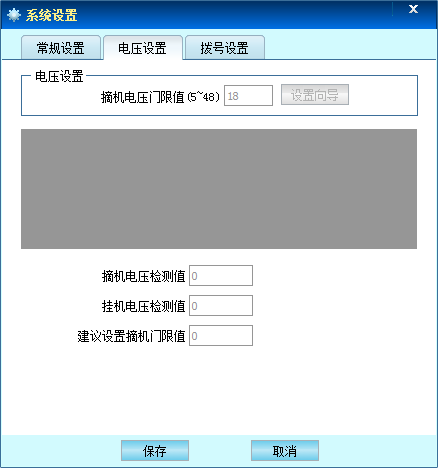 系统设置
常规设置 电压设置 拨号设置
电压设置
摘机电压门限值(5~48) 18 设置向导
摘机电压检测值 0
挂机电压检测值 0
建议设置摘机门限值 0
保存 取消